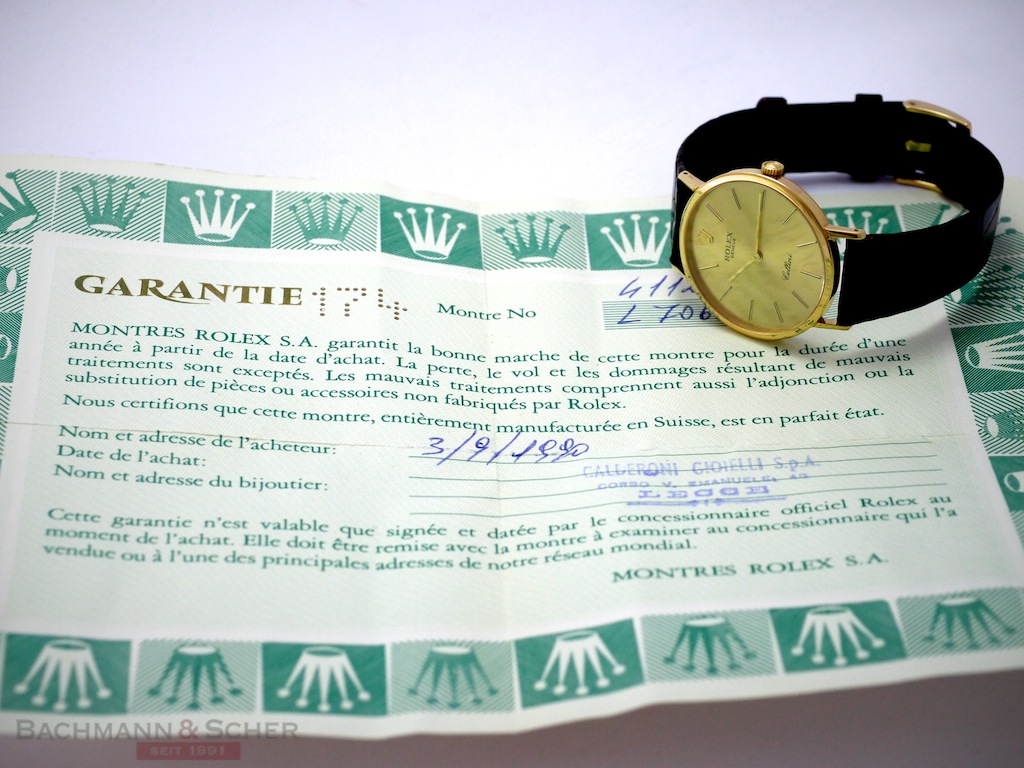 GARANTIE 174
Montre No
L 706
MONTRES ROLEX S.A. garantit la bonne marche de cette montre pour la durée d'une
année à partir de la date d'achat. La perte, le vol et les dommages résultant de mauvais
traitements sont exceptés. Les mauvais traitements comprennent aussi l'adjonction ou la
substitution de pièces ou accessoires non fabriqués par Rolex.
Nous certifions que cette montre, entièrement manufacturée en Suisse, est en parfait état.
Nom et adresse de l'acheteur:
Date de l'achat: 3/9/1990
Nom et adresse du bijoutier:
CALDERONI GIOIELLI S.p.A.
CORSO V. EMANUELE,
LECCE
Cette garantie n'est valable que signée et datée par le concessionnaire officiel Rolex au
moment de l'achat. Elle doit être remise avec la montre à examiner au concessionnaire qui l'a
vendue ou à l'une des principales adresses de notre réseau mondial.
MONTRES ROLEX S.A.
ROLEX
GENEVE
Cellini
BACHMANN & SCHER
SEIT 1991